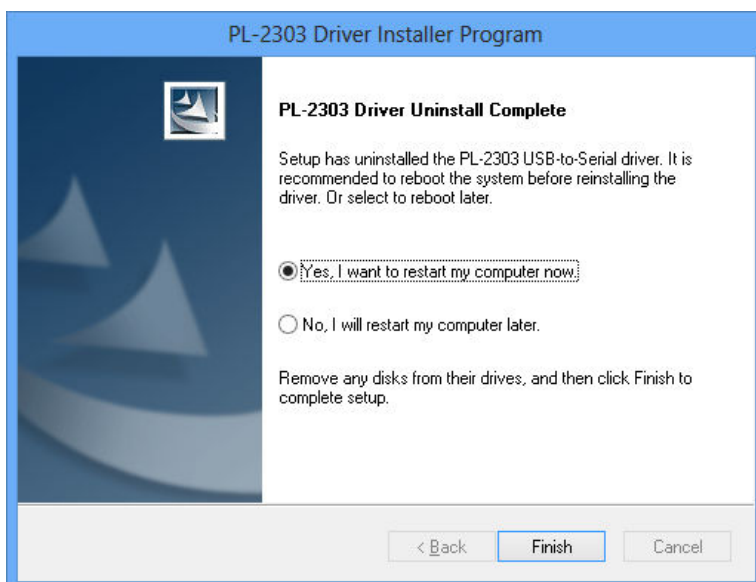 PL-2303 Driver Installer Program
PL-2303 Driver Uninstall Complete
Setup has uninstalled the PL-2303 USB-to-Serial driver. It is
recommended to reboot the system before reinstalling the
driver. Or select to reboot later.
Yes, I want to restart my computer now.
No, I will restart my computer later.
Remove any disks from their drives, and then click Finish to
complete setup.
< Back
Finish
Cancel